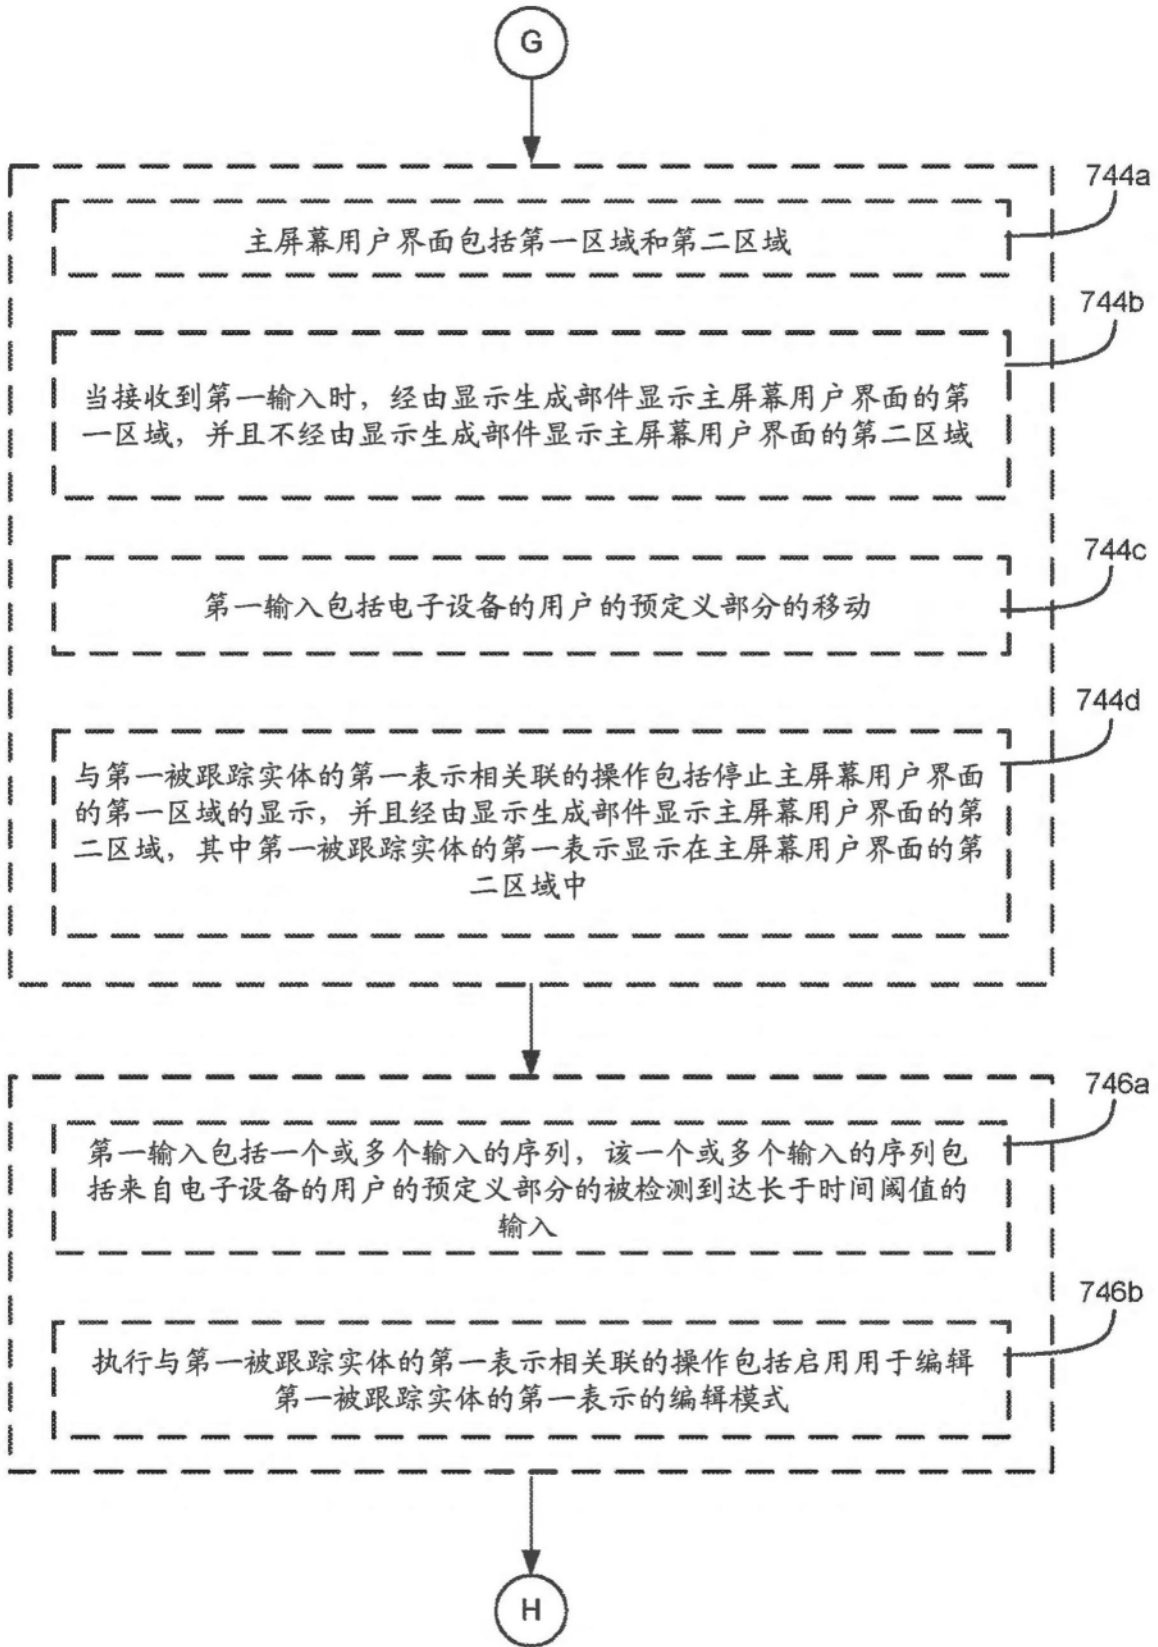 G
744a
主屏幕用户界面包括第一区域和第二区域
744b
当接收到第一输入时，经由显示生成部件显示主屏幕用户界面的第
一区域，并且不经由显示生成部件显示主屏幕用户界面的第二区域
744c
第一输入包括电子设备的用户的预定义部分的移动
744d
与第一被跟踪实体的第一表示相关联的操作包括停止主屏幕用户界面
的第一区域的显示，并且经由显示生成部件显示主屏幕用户界面的第
二区域，其中第一被跟踪实体的第一表示显示在主屏幕用户界面的第
二区域中
746a
第一输入包括一个或多个输入的序列，该一个或多个输入的序列包
括来自电子设备的用户的预定义部分的被检测到达长于时间阈值的
输入
746b
执行与第一被跟踪实体的第一表示相关联的操作包括启用用于编辑
第一被跟踪实体的第一表示的编辑模式
H